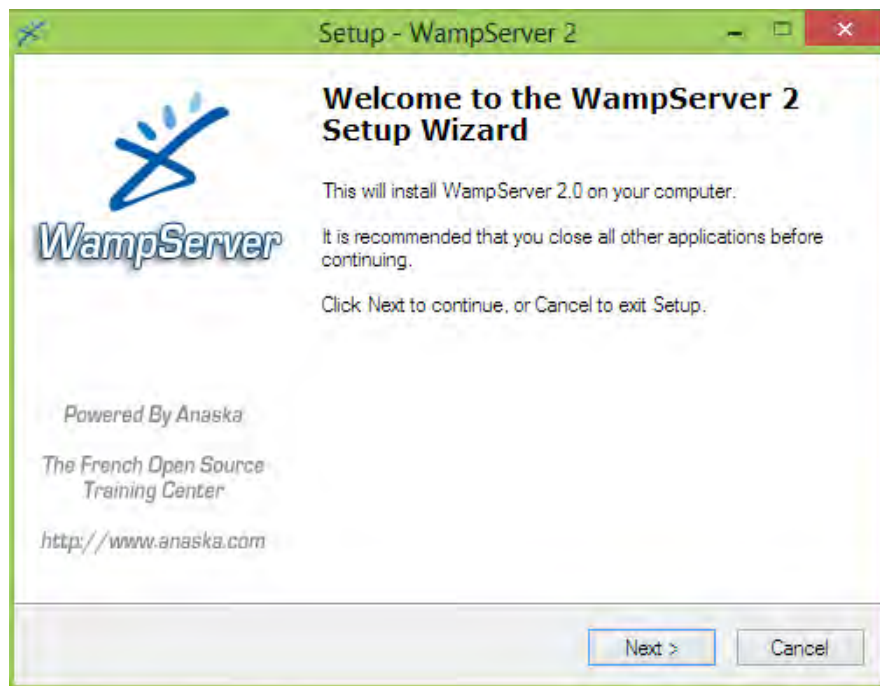 Setup - WampServer 2
Welcome to the WampServer 2
Setup Wizard
This will install WampServer 2.0 on your computer.
It is recommended that you close all other applications before
continuing.
Click Next to continue, or Cancel to exit Setup.
WampServer
Powered By Anaska
The French Open Source
Training Center
http://www.anaska.com
Next >
Cancel